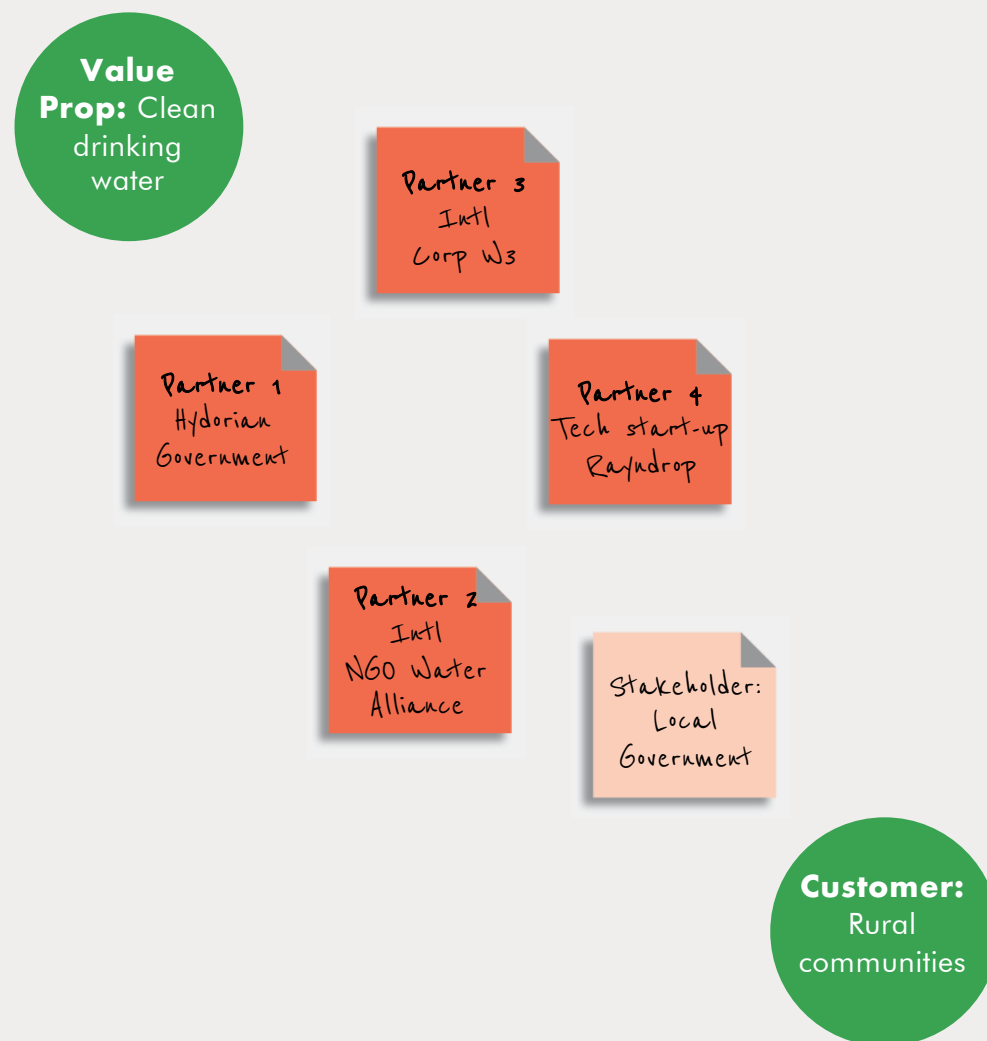 Value
Prop: Clean
drinking
water
Partner 3
Intl
Corp W3
Partner 1
Hydorian
Government
Partner 4
Tech start-up
Rayndrop
Partner 2
Intl
NGO Water
Alliance
Stakeholder:
Local
Government
Customer:
Rural
communities